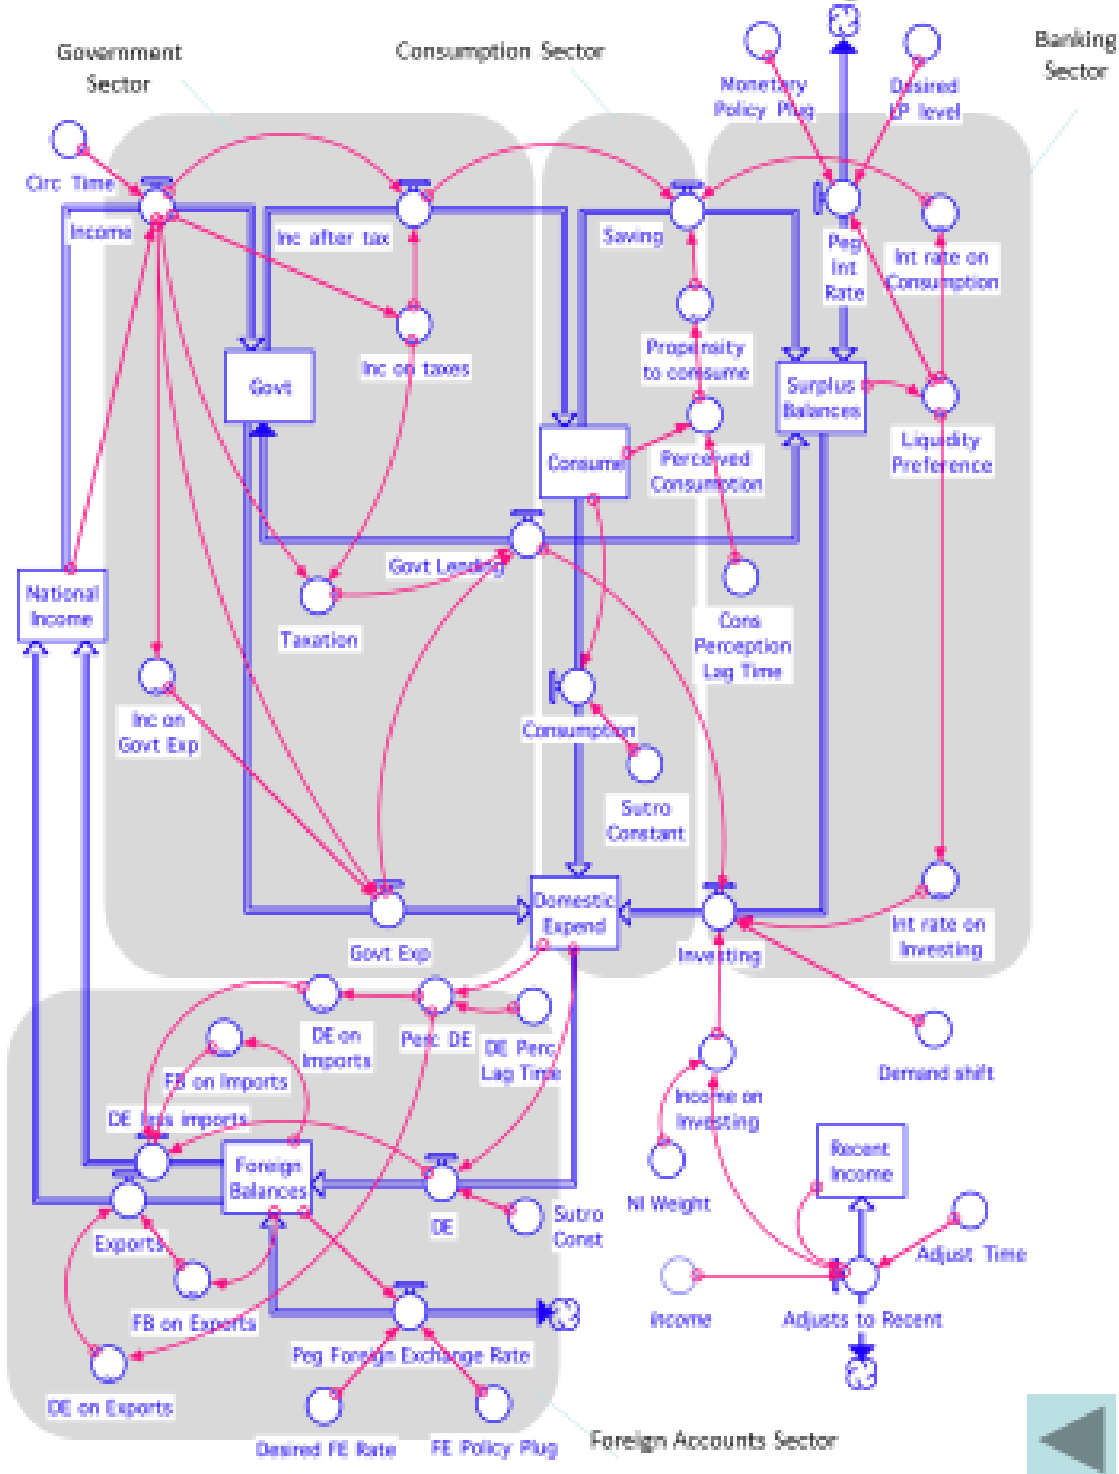 Government
Sector
Consumption Sector
Banking
Sector
Monetary
Policy Plug
Desired
LP level
Circ Time
Income
Inc after tax
Saving
Peg
Int
Rate
Int rate on
Consumption
Propensity
to consume
Inc on taxes
Govt
Surplus
Balances
Consume
Perceived
Consumption
Liquidity
Preference
Govt Lending
National
Income
Taxation
Cons
Perception
Lag Time
Inc on
Govt Exp
Consumption
Sutro
Constant
Domestic
Expend
Govt Exp
Investing
Int rate on
Investing
DE on
Imports
Perc DE
DE Perc
Lag Time
FB on Imports
Demand shift
Income on
Investing
DE less imports
Foreign
Balances
Recent
Income
NI Weight
DE
Sutro
Const
Exports
Adjust Time
FB on Exports
Income
Adjusts to Recent
Peg Foreign Exchange Rate
DE on Exports
Desired FE Rate
FE Policy Plug
Foreign Accounts Sector